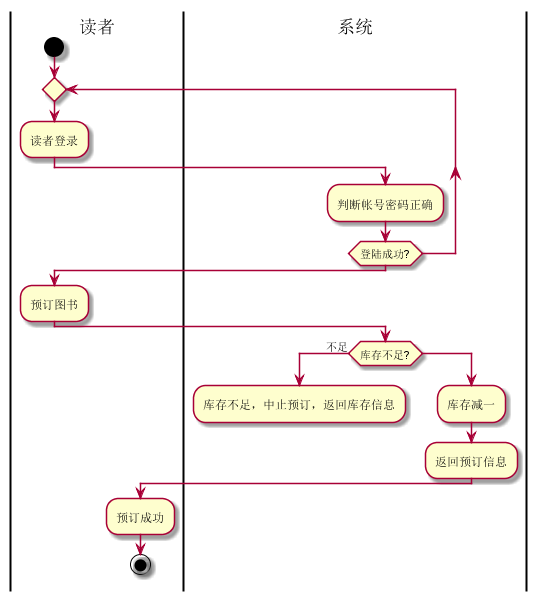 读者
系统
读者登录
判断帐号密码正确
登陆成功?
预订图书
不足
库存不足?
库存不足，中止预订，返回库存信息
库存减一
返回预订信息
预订成功